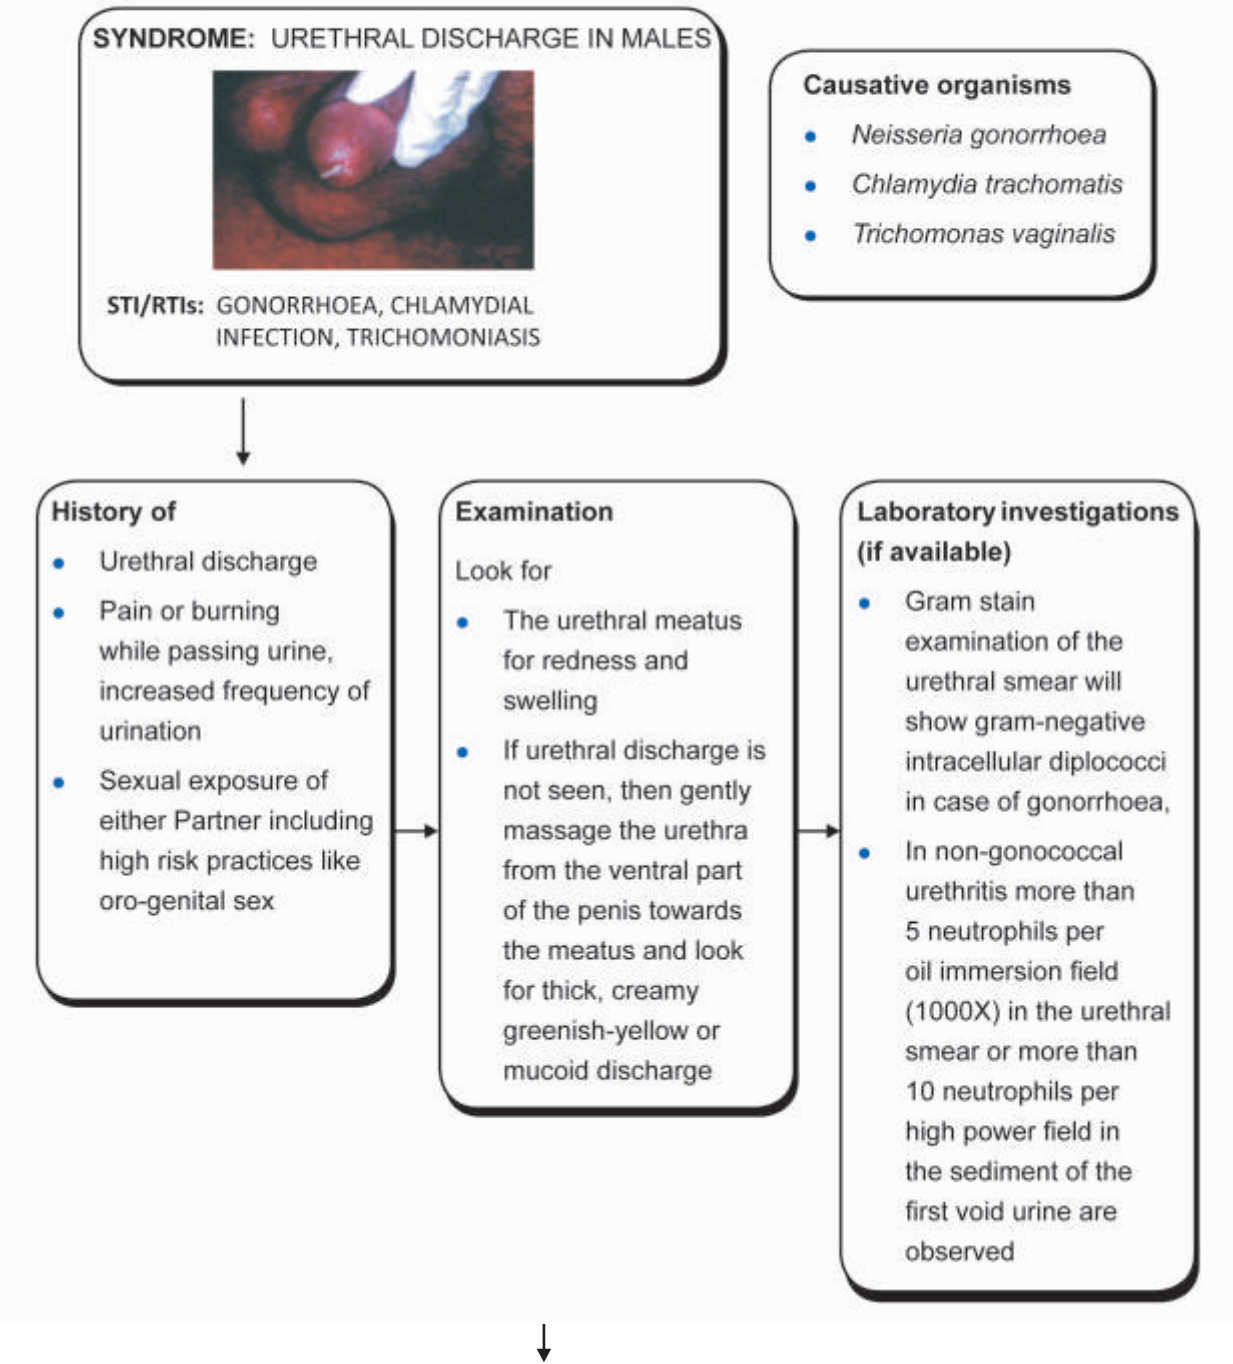 SYNDROME: URETHRAL DISCHARGE IN MALES
STI/RTIs: GONORRHOEA, CHLAMYDIAL
INFECTION, TRICHOMONIASIS
Causative organisms
• Neisseria gonorrhoea
• Chlamydia trachomatis
• Trichomonas vaginalis
History of
• Urethral discharge
• Pain or burning
while passing urine,
increased frequency of
urination
• Sexual exposure of
either Partner including
high risk practices like
oro-genital sex
Examination
Look for
• The urethral meatus
for redness and
swelling
• If urethral discharge is
not seen, then gently
massage the urethra
from the ventral part
of the penis towards
the meatus and look
for thick, creamy
greenish-yellow or
mucoid discharge
Laboratory investigations
(if available)
• Gram stain
examination of the
urethral smear will
show gram-negative
intracellular diplococci
in case of gonorrhoea,
• In non-gonococcal
urethritis more than
5 neutrophils per
oil immersion field
(1000X) in the urethral
smear or more than
10 neutrophils per
high power field in
the sediment of the
first void urine are
observed